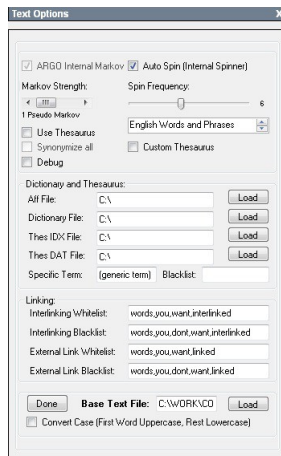 Text Options X
ARGO Internal Markov Auto Spin (Internal Spinner)
Markov Strength: Spin Frequency:
6
1 Pseudo Markov
English Words and Phrases
Use Thesaurus
Synonymize all Custom Thesaurus
Debug
Dictionary and Thesaurus:
Aff File: C:\ Load
Dictionary File: C:\ Load
Thes IDX File: C:\ Load
Thes DAT File: C:\ Load
Specific Term: (generic term) Blacklist:
Linking:
Interlinking Whitelist: words,you,want,interlinked
Interlinking Blacklist: words,you,dont,want,interlinked
External Link Whitelist: words,you,want,linked
External Link Blacklist: words,you,dont,want,linked
Done Base Text File: C:\WORK\CO Load
Convert Case (First Word Uppercase, Rest Lowercase)